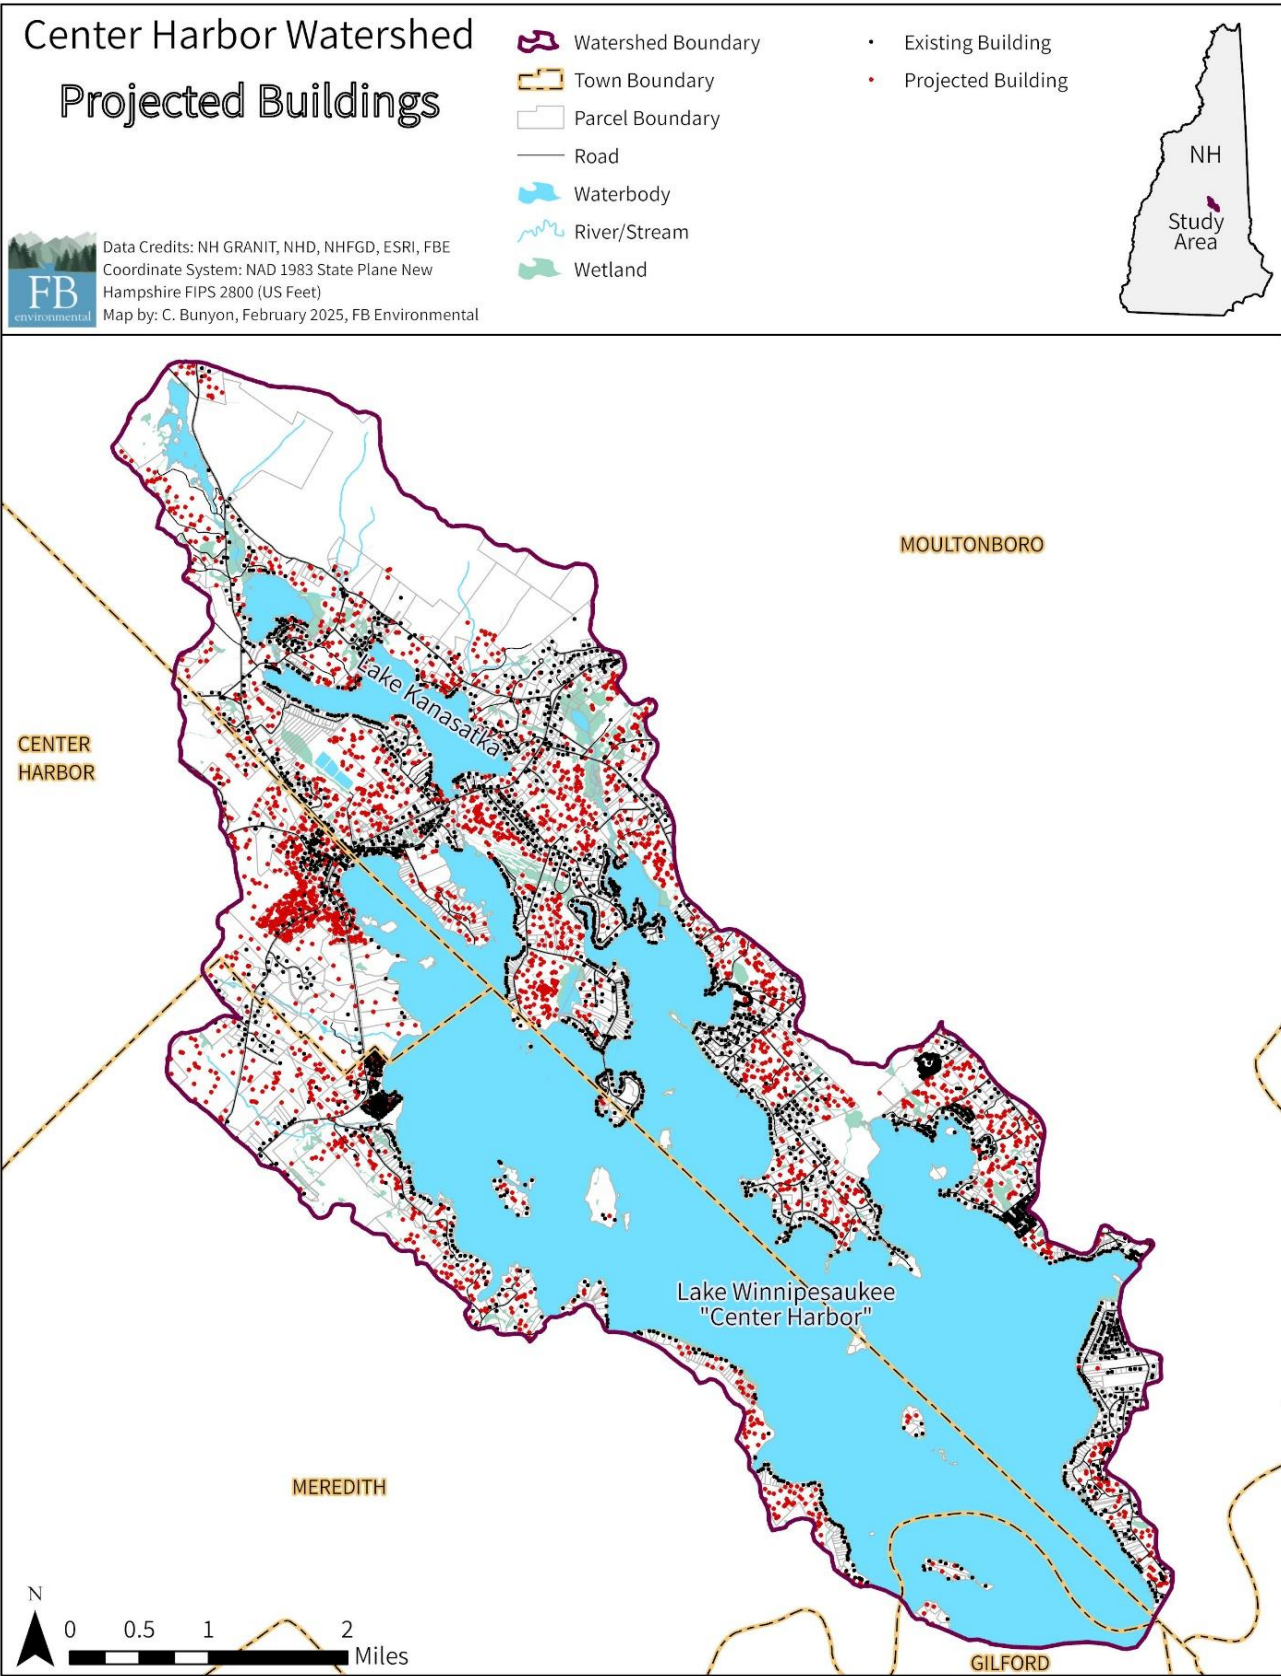 Center Harbor Watershed
Projected Buildings
Data Credits: NH GRANIT, NHD, NHFGD, ESRI, FBE
Coordinate System: NAD 1983 State Plane New
Hampshire FIPS 2800 (US Feet)
Map by: C. Bunyon, February 2025, FB Environmental
FB
environmental
Watershed Boundary
Town Boundary
Parcel Boundary
Road
Waterbody
River/Stream
Wetland
Existing Building
Projected Building
NH
Study
Area
MOULTONBORO
Lake Kanasatka
CENTER
HARBOR
Lake Winnipesaukee
"Center Harbor"
MEREDITH
GILFORD
N
0 0.5 1 2
Miles